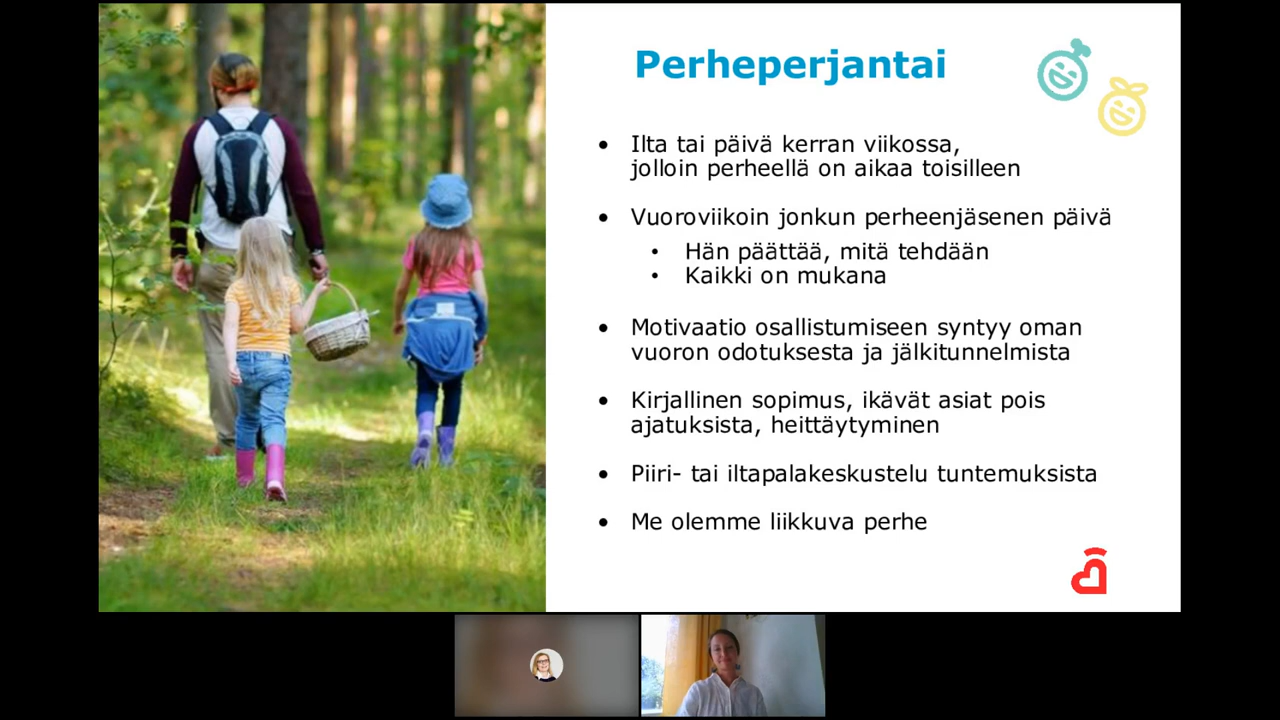 Perheperjantai
• Ilta tai päivä kerran viikossa,
jolloin perheellä on aikaa toisilleen
• Vuoroviikoin jonkun perheenjäsenen päivä
• Hän päättää, mitä tehdään
• Kaikki on mukana
• Motivaatio osallistumiseen syntyy oman
vuoron odotuksesta ja jälkitunnelmista
• Kirjallinen sopimus, ikävät asiat pois
ajatuksista, heittäytyminen
• Piiri- tai iltapalakeskustelu tuntemuksista
• Me olemme liikkuva perhe